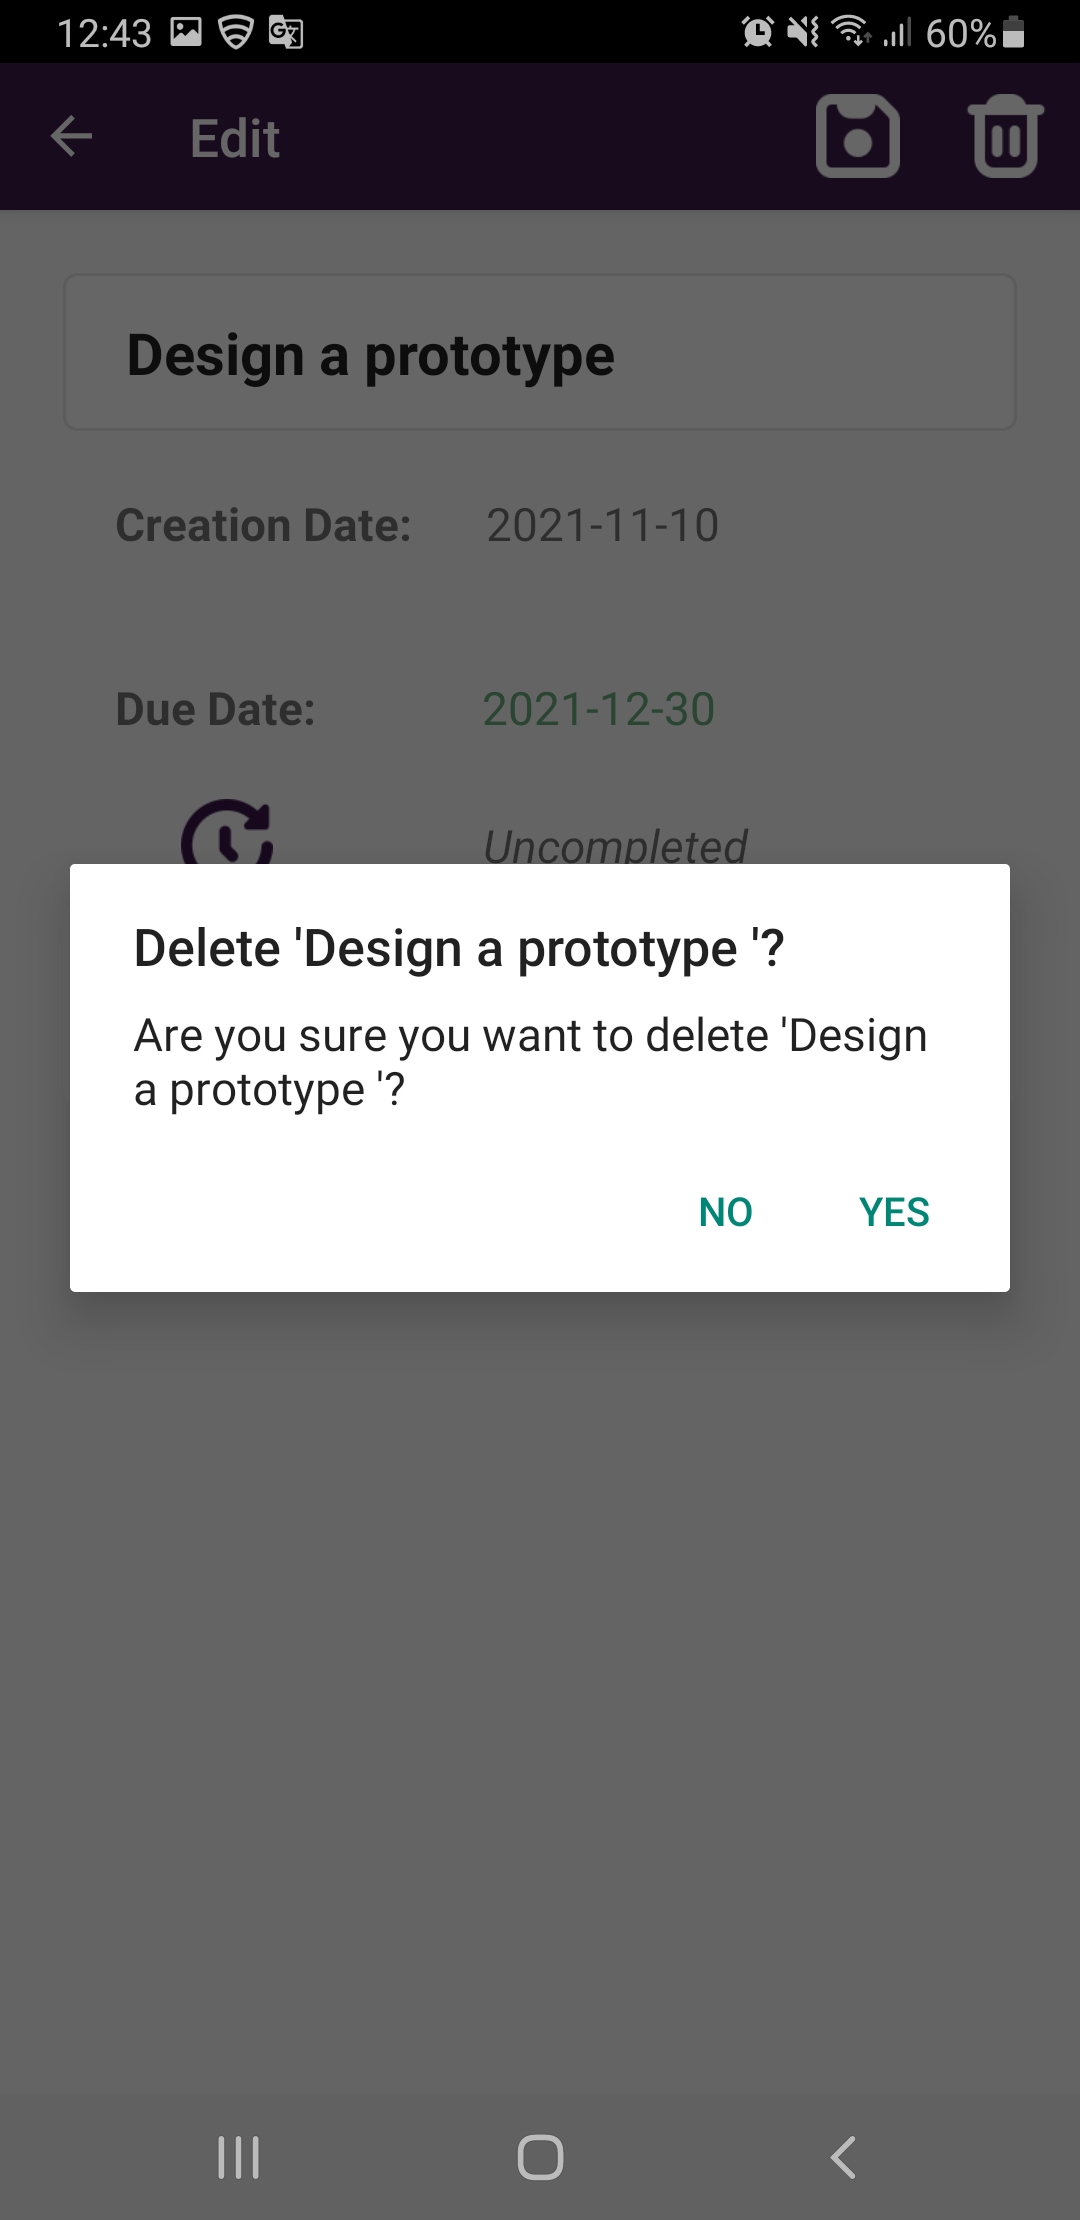 12:43
60%
Edit
Design a prototype
Creation Date: 2021-11-10
Due Date: 2021-12-30
Uncompleted
Delete 'Design a prototype '?
Are you sure you want to delete 'Design
a prototype '?
NO YES